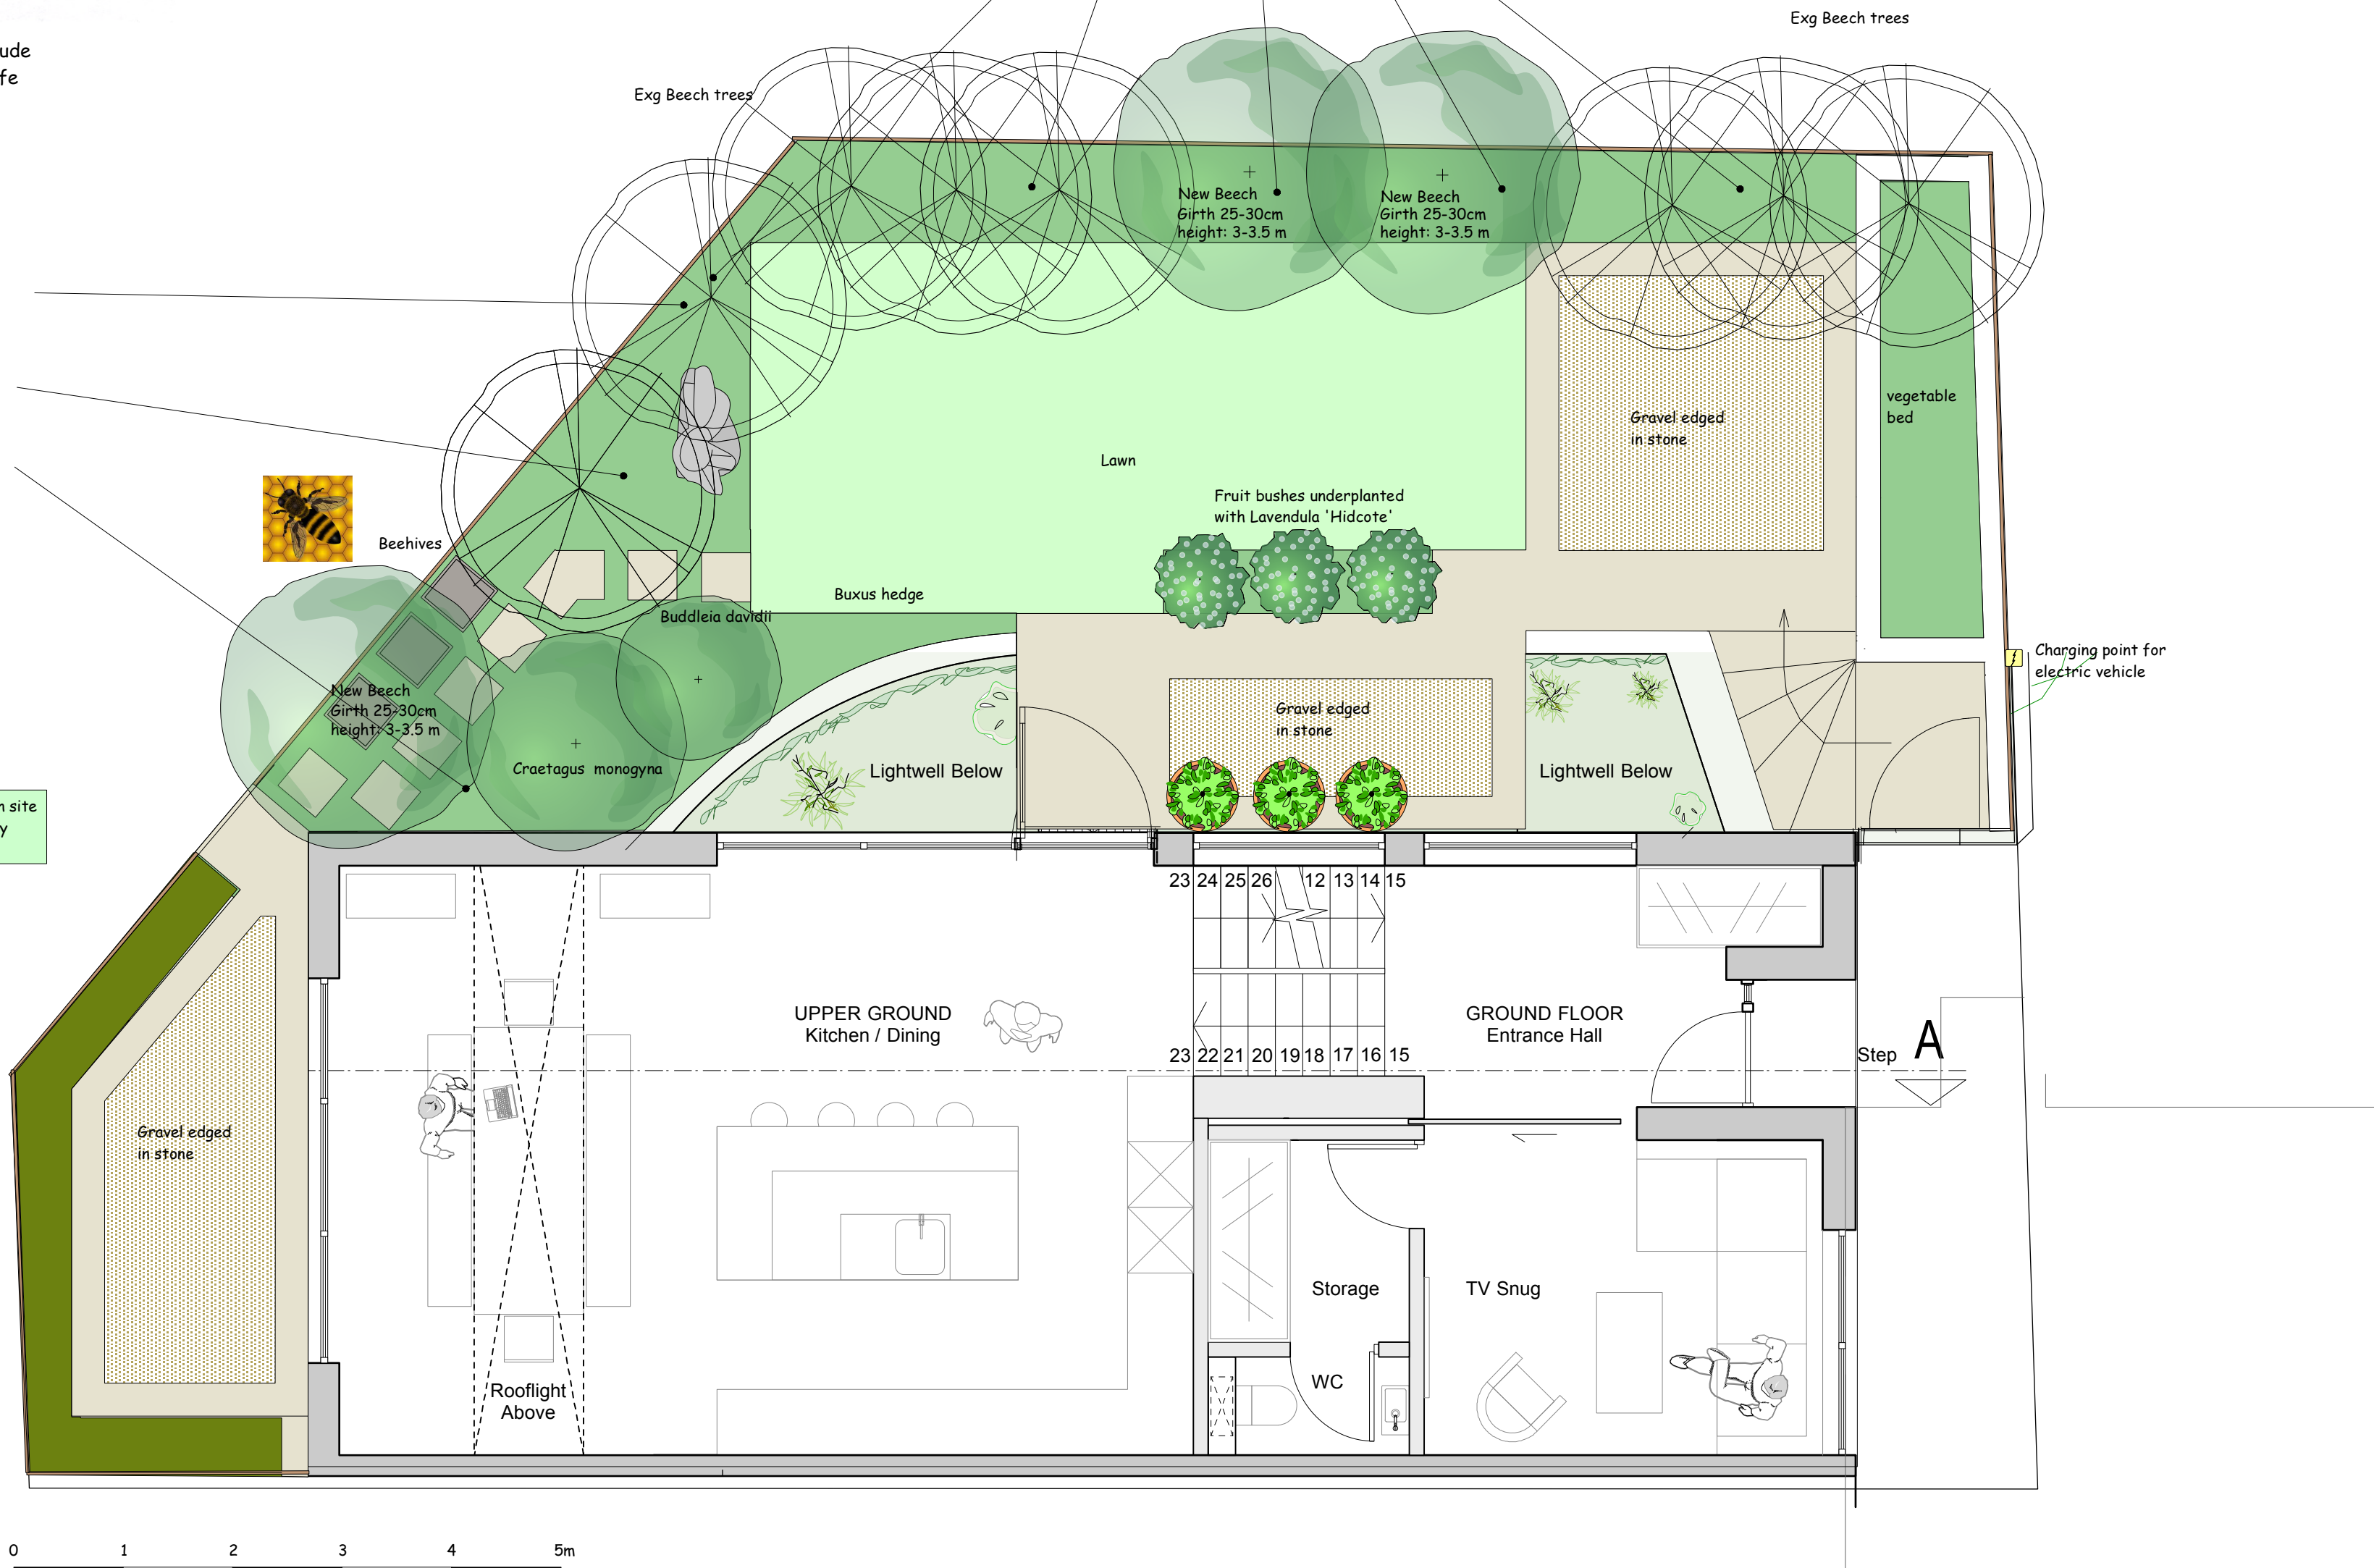 ude
fe
Exg Beech trees
Exg Beech trees
New Beech
Girth 25-30cm
height: 3-3.5 m
New Beech
Girth 25-30cm
height: 3-3.5 m
vegetable
bed
Gravel edged
in stone
Lawn
Fruit bushes underplanted
with Lavendula 'Hidcote'
Beehives
Buxus hedge
Buddleia davidii
Charging point for
electric vehicle
New Beech
Girth 25-30cm
height: 3-3.5 m
Craetagus monogyna
Gravel edged
in stone
Lightwell Below
Lightwell Below
n site
y
23 24 25 26 12 13 14 15
UPPER GROUND
Kitchen / Dining
GROUND FLOOR
Entrance Hall
23 22 21 20 19 18 17 16 15
Step
A
Gravel edged
in stone
Storage
TV Snug
WC
Rooflight
Above
0 1 2 3 4 5m